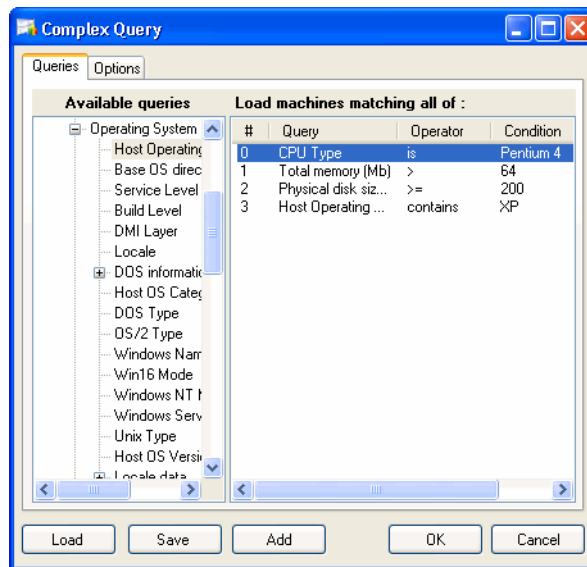 Complex Query
Queries Options
Available queries
Operating System
Host Operating
Base OS direc
Service Level
Build Level
DMI Layer
Locale
DOS informatic
Host OS Categ
DOS Type
OS/2 Type
Windows Nam
Win16 Mode
Windows NT M
Windows Serv
Unix Type
Host OS Versi
Locale data
Load machines matching all of :
# Query Operator Condition
0 CPU Type is Pentium 4
1 Total memory (Mb) > 64
2 Physical disk siz... >= 200
3 Host Operating ... contains XP
Load Save Add OK Cancel